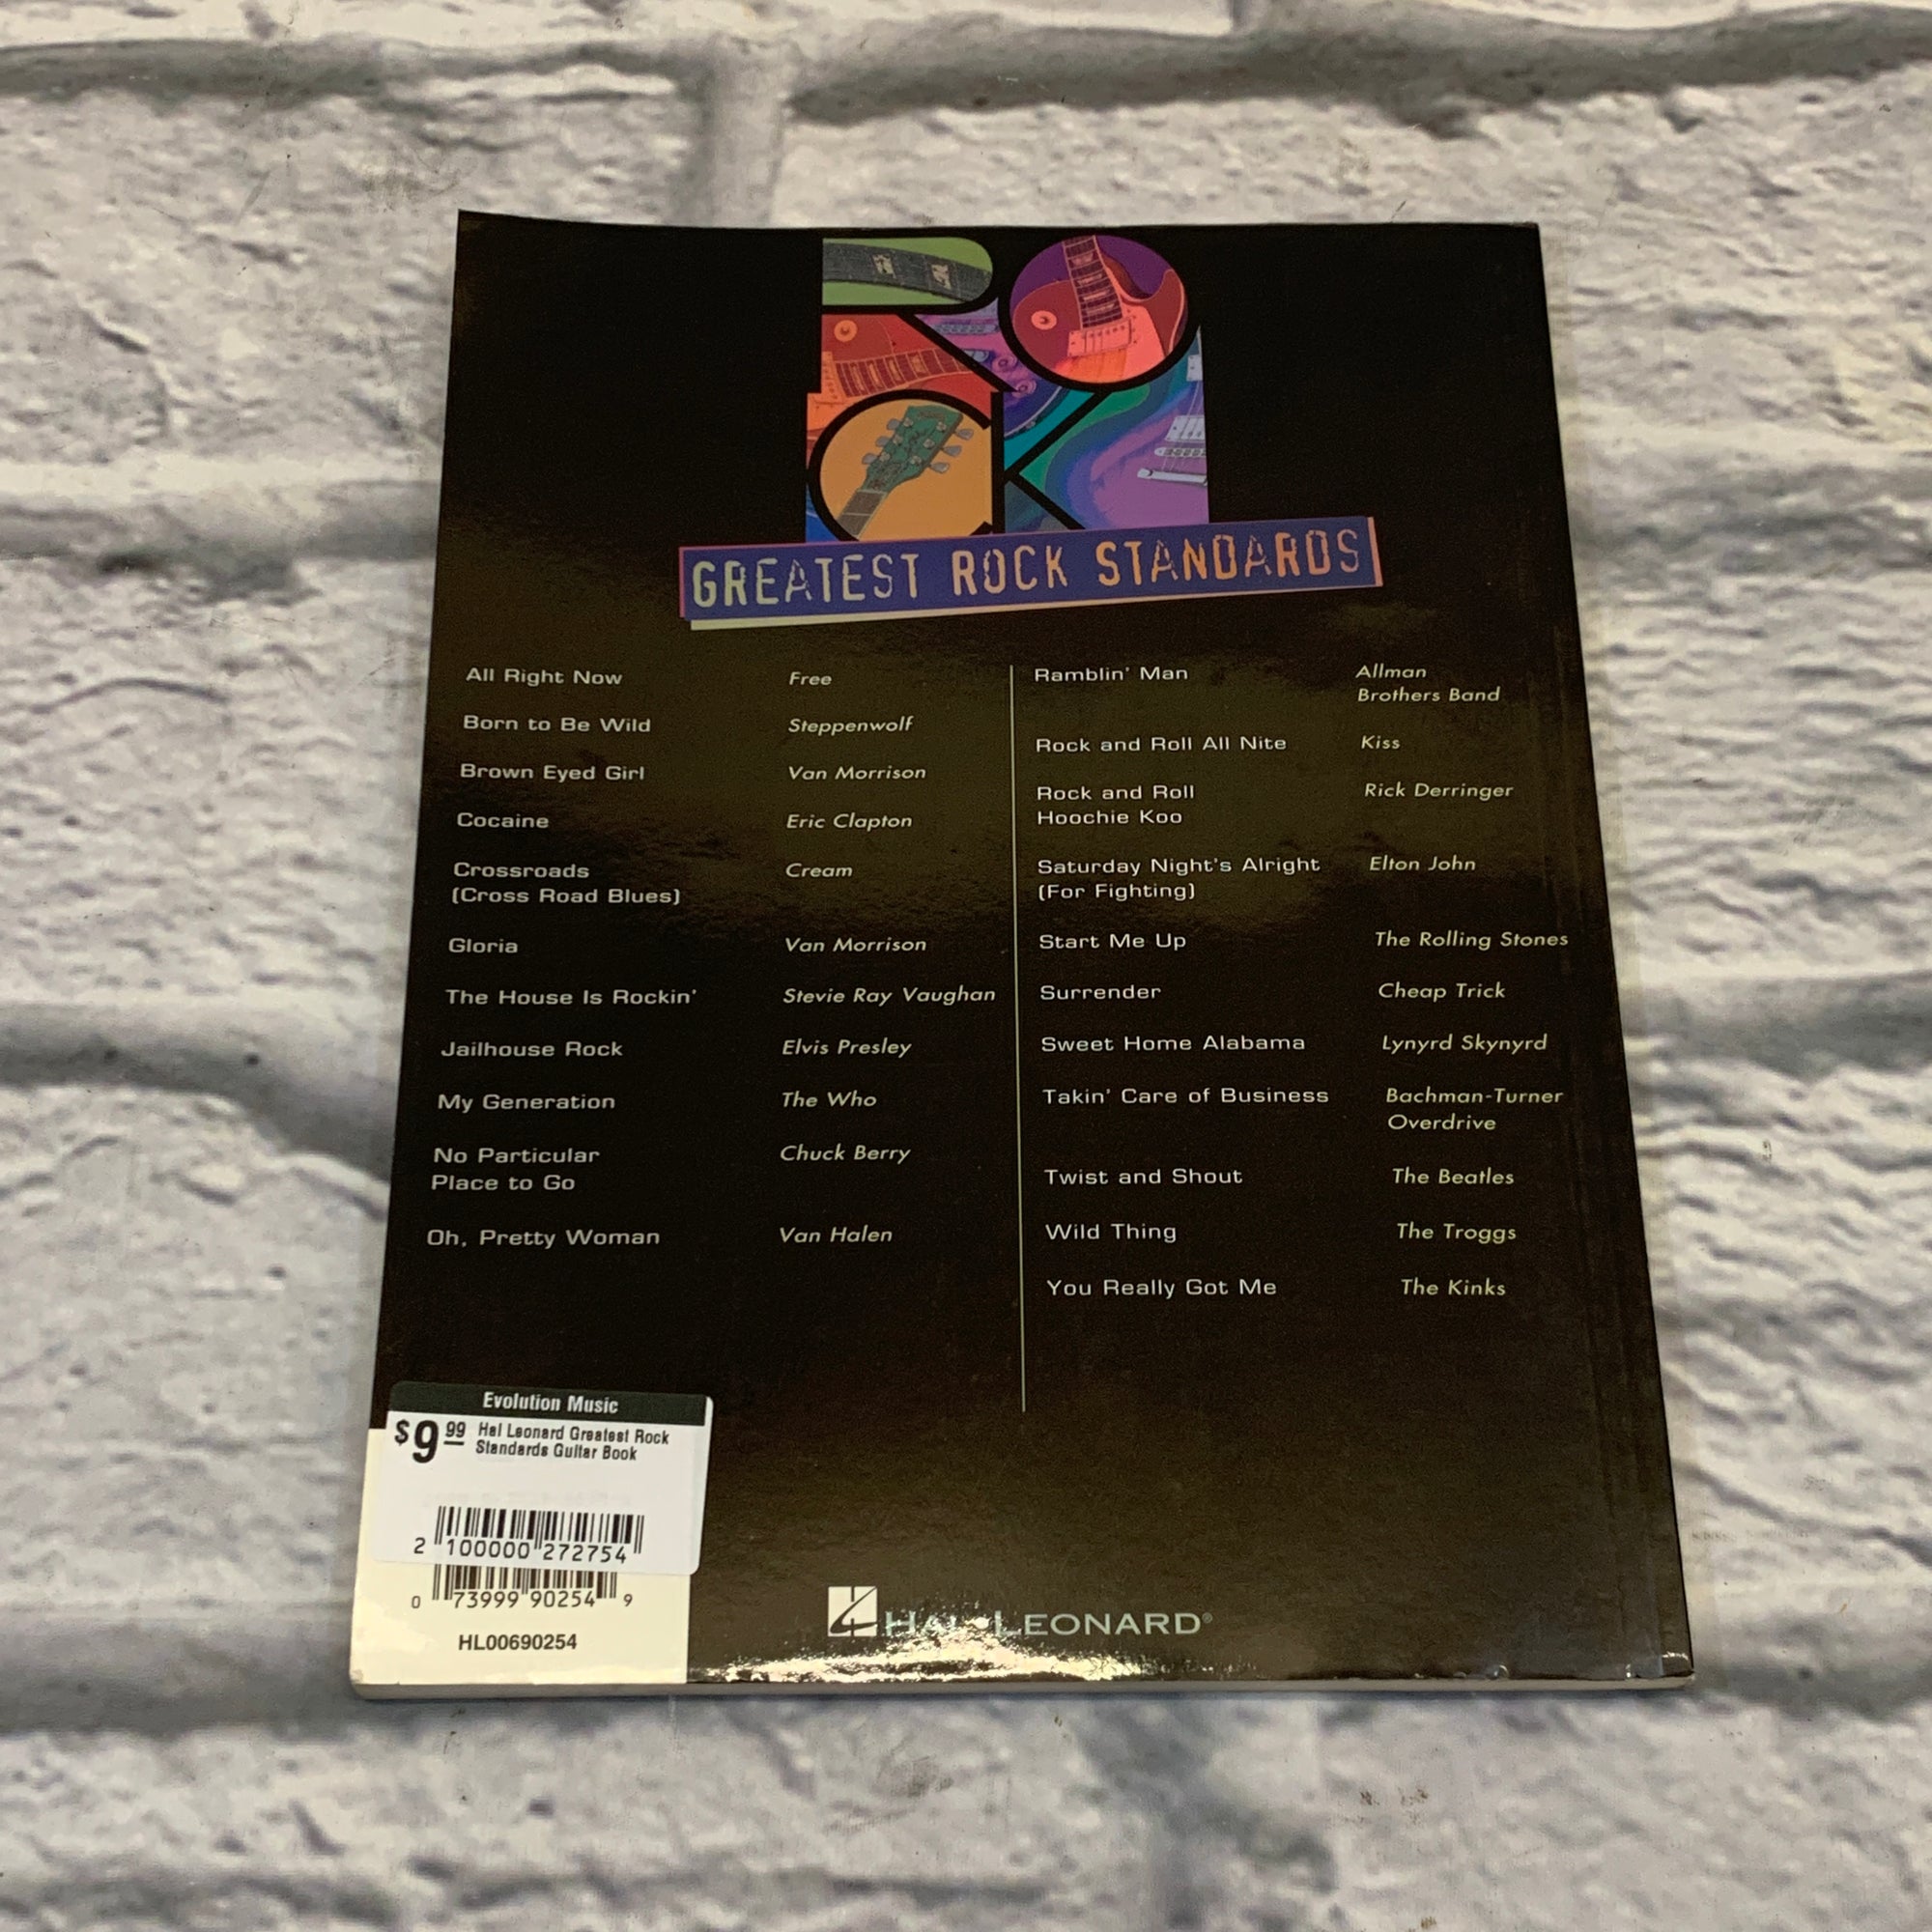 ROCK
GREATEST ROCK STANDARDS
All Right Now Free
Born to Be Wild Steppenwolf
Brown Eyed Girl Van Morrison
Cocaine Eric Clapton
Crossroads Cream
(Cross Road Blues)
Gloria Van Morrison
The House Is Rockin' Stevie Ray Vaughan
Jailhouse Rock Elvis Presley
My Generation The Who
No Particular Chuck Berry
Place to Go
Oh, Pretty Woman Van Halen
Ramblin' Man Allman
Brothers Band
Rock and Roll All Nite Kiss
Rock and Roll Rick Derringer
Hoochie Koo
Saturday Night's Alright Elton John
(For Fighting)
Start Me Up The Rolling Stones
Surrender Cheap Trick
Sweet Home Alabama Lynyrd Skynyrd
Takin' Care of Business Bachman-Turner
Overdrive
Twist and Shout The Beatles
Wild Thing The Troggs
You Really Got Me The Kinks
Evolution Music
$9.99 Hal Leonard Greatest Rock
Standards Guitar Book
2 100000 272754
0 73999 90254 9
HL00690254
HAL•LEONARD®